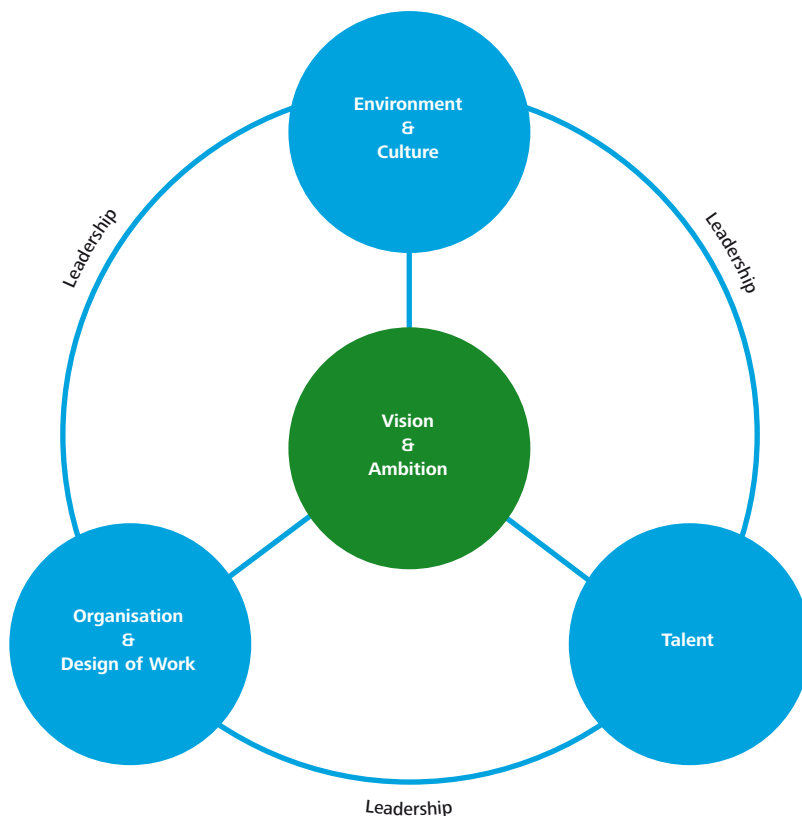 Environment
&
Culture
Leadership
Leadership
Vision
&
Ambition
Organisation
&
Design of Work
Talent
Leadership